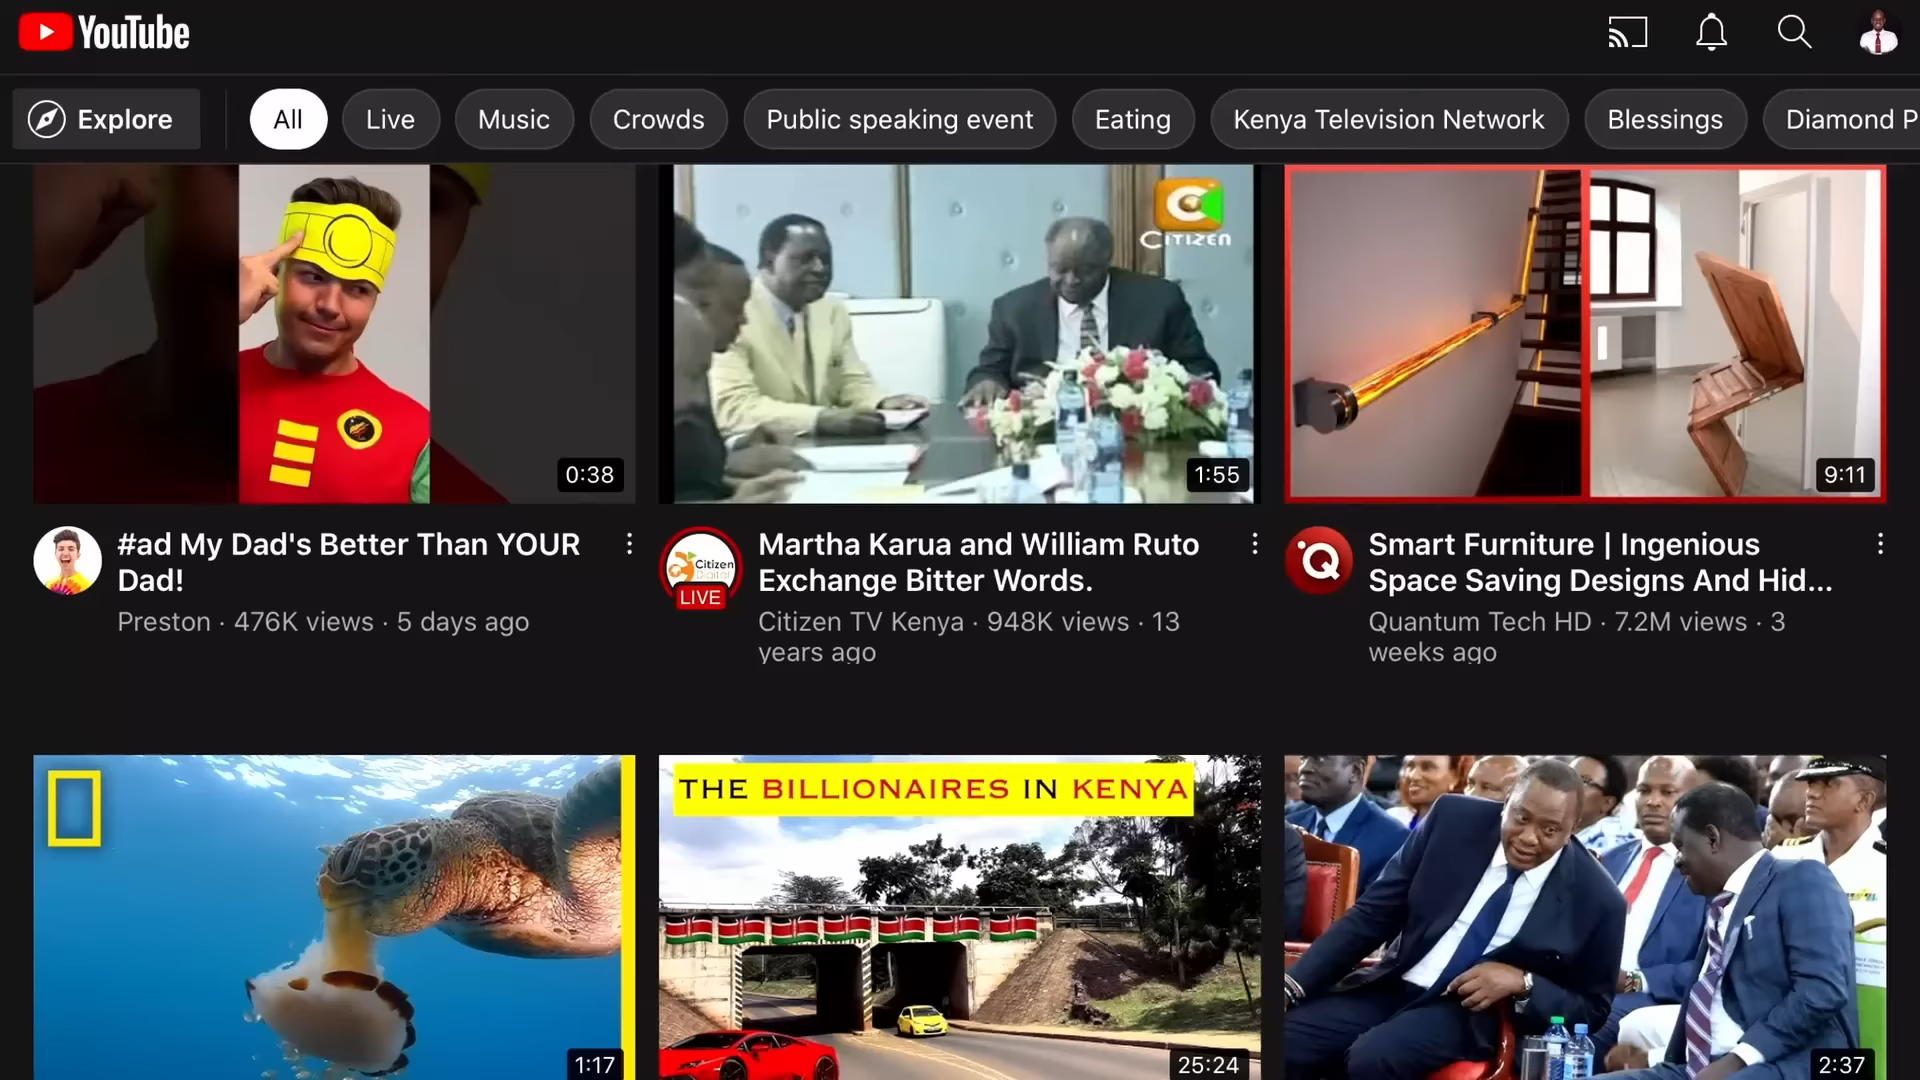 YouTube
Explore
All
Live
Music
Crowds
Public speaking event
Eating
Kenya Television Network
Blessings
Diamond P
CITIZEN
0:38
1:55
9:11
#ad My Dad's Better Than YOUR
Dad!
Preston · 476K views · 5 days ago
Citizen
Digital
LIVE
Martha Karua and William Ruto
Exchange Bitter Words.
Citizen TV Kenya · 948K views · 13
years ago
Q
Smart Furniture | Ingenious
Space Saving Designs And Hid...
Quantum Tech HD · 7.2M views · 3
weeks ago
THE BILLIONAIRES IN KENYA
1:17
25:24
2:37